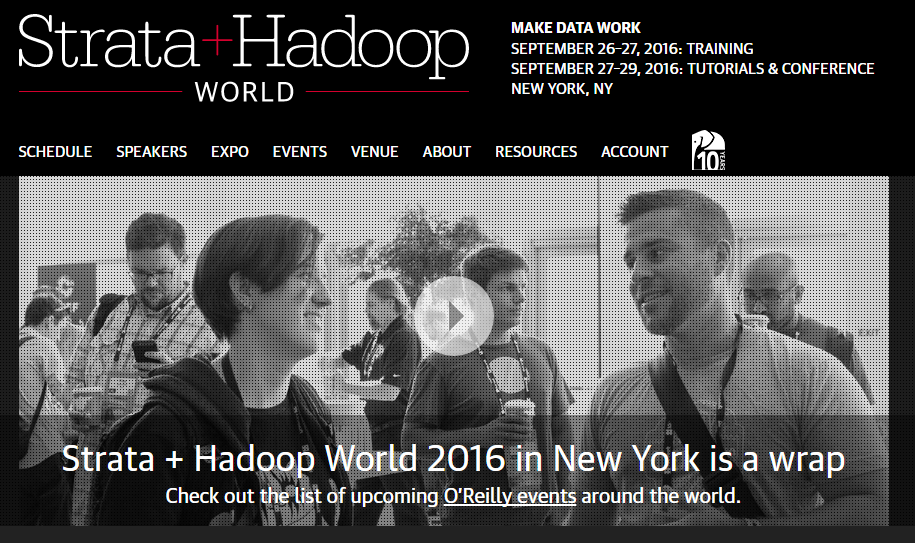 Strata+Hadoop
WORLD
MAKE DATA WORK
SEPTEMBER 26–27, 2016: TRAINING
SEPTEMBER 27–29, 2016: TUTORIALS & CONFERENCE
NEW YORK, NY
SCHEDULE SPEAKERS EXPO EVENTS VENUE ABOUT RESOURCES ACCOUNT
10 YEARS
EXIT
Strata + Hadoop World 2016 in New York is a wrap
Check out the list of upcoming O'Reilly events around the world.